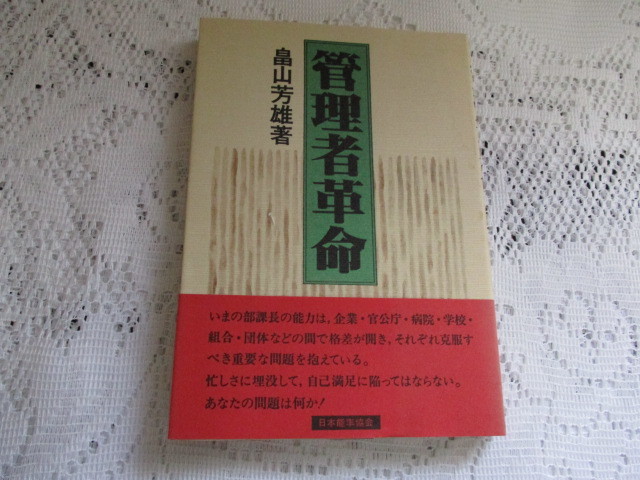 管理者革命
畠山芳雄著
いまの部課長の能力は,企業・官公庁・病院・学校・
組合・団体などの間で格差が開き,それぞれ克服す
べき重要な問題を抱えている。
忙しさに埋没して,自己満足に陥ってはならない。
あなたの問題は何か!
日本能率協会